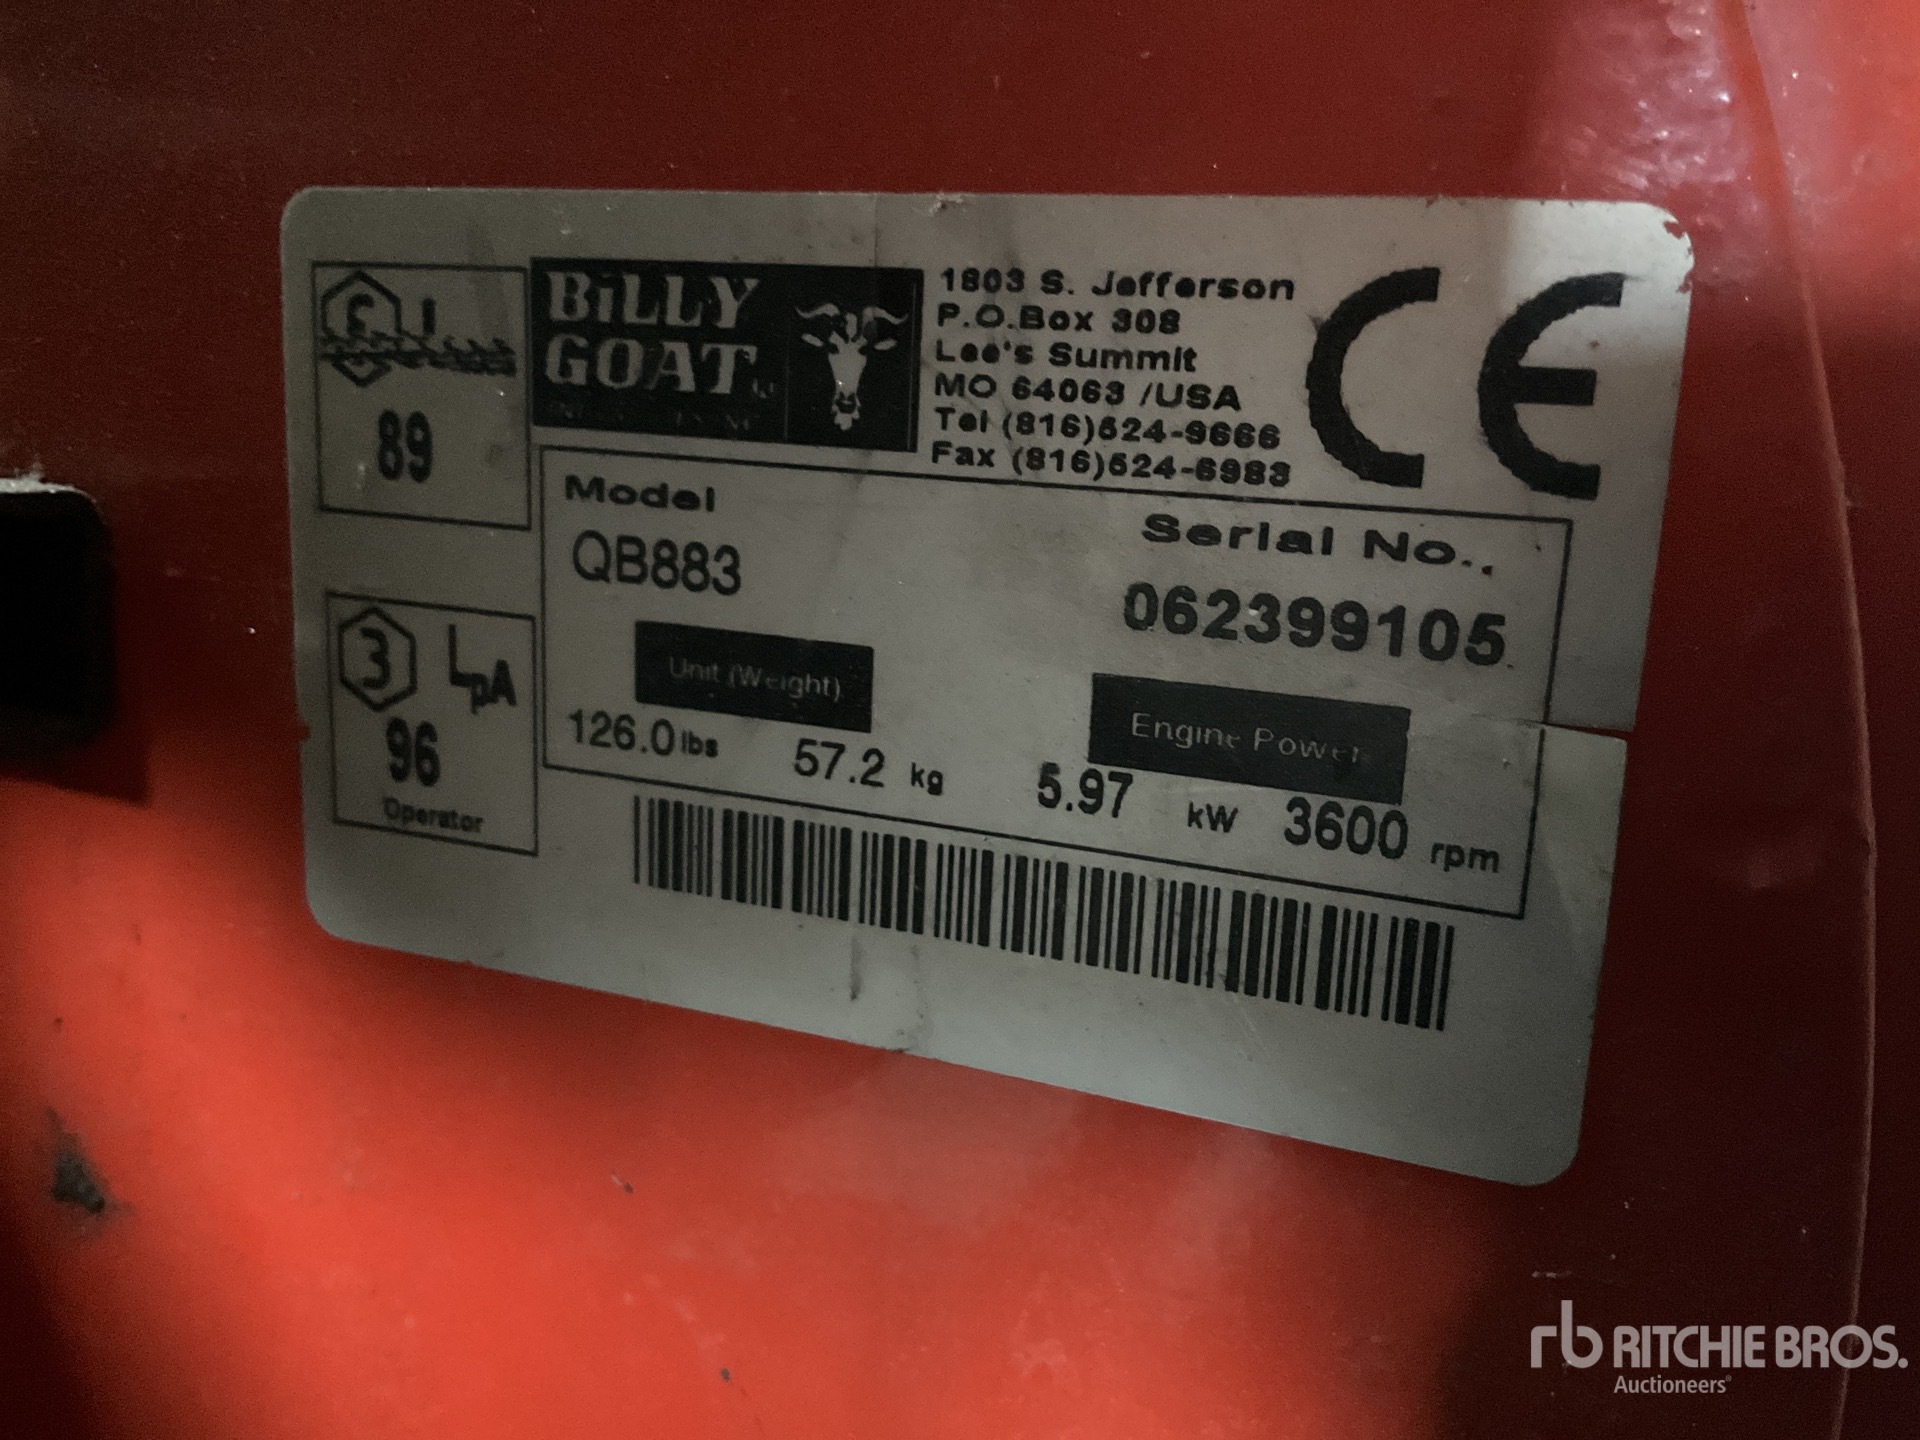 BiLLY
GOAT
1803 S. Jefferson
P.O.Box 308
Lee's Summit
MO 64063 /USA
Tel (816)524-9666
Fax (816)524-6983
CE
89
Model
QB883
Serial No..
062399105
3 LpA
96
Operator
Unit (Weight)
126.0 lbs 57.2 kg
Engine Power
5.97 kW 3600 rpm
rb RITCHIE BROS.
Auctioneers